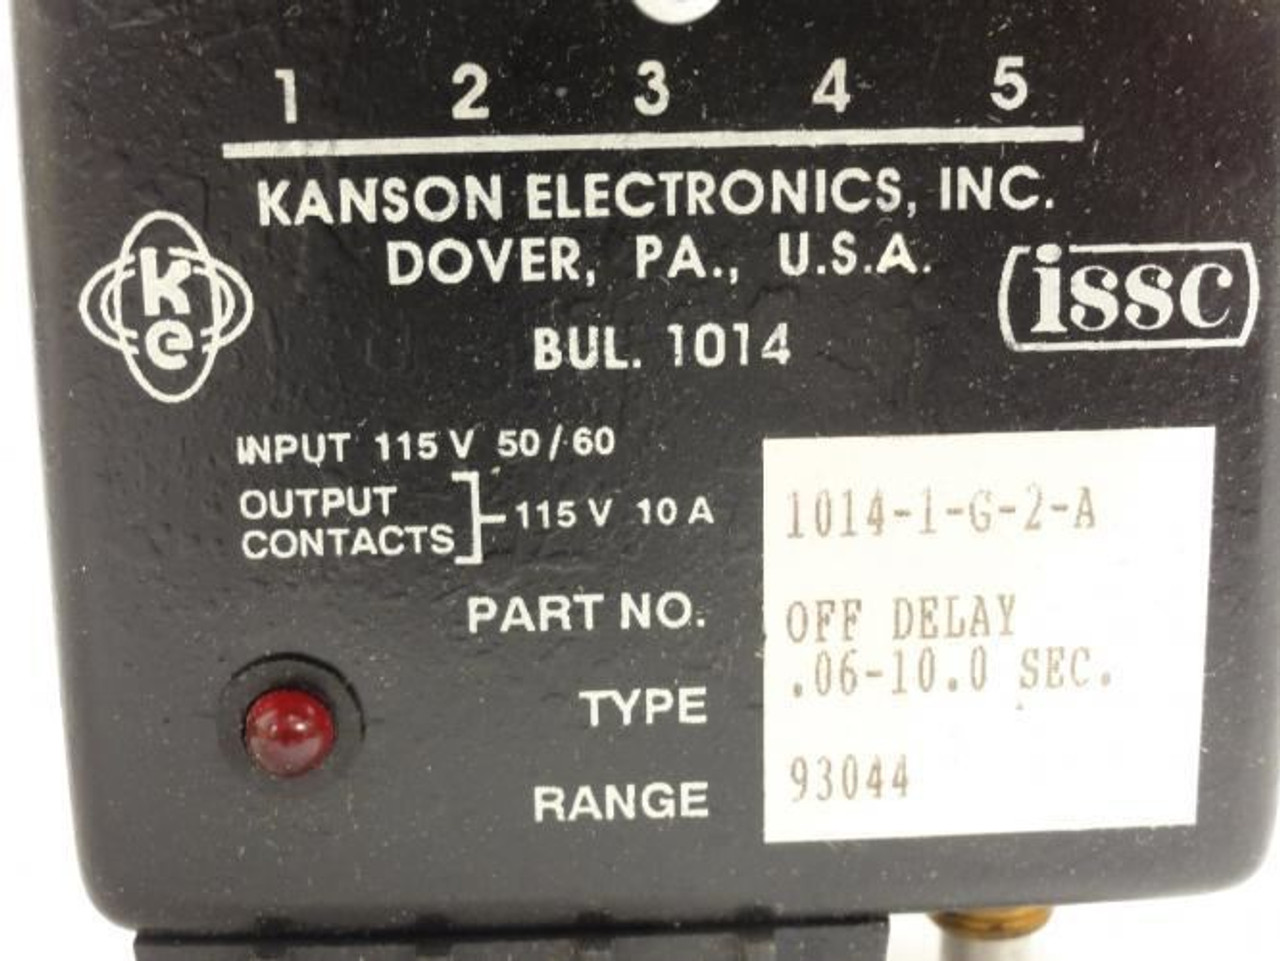 1 2 3 4 5
KANSON ELECTRONICS, INC.
DOVER, PA., U.S.A.
ke
issc
BUL. 1014
INPUT 115 V 50/60
OUTPUT
CONTACTS
115 V 10 A
1014-1-G-2-A
PART NO.
OFF DELAY
.06-10.0 SEC.
TYPE
93044
RANGE